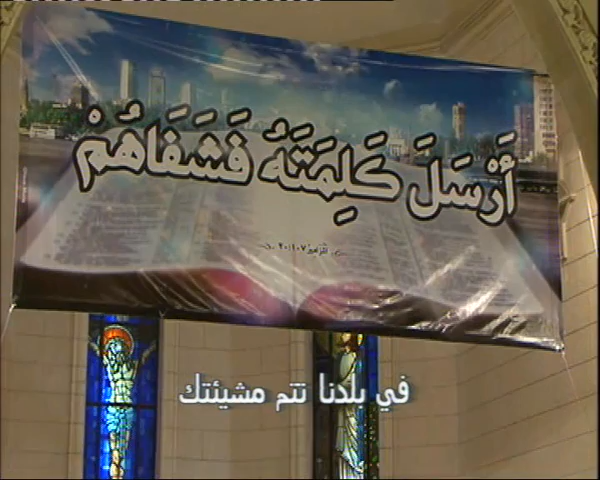 أَرْسَلَ كَلِمَتَهُ فَشَفَاهُمْ
في بلدنا تتم مشيئتك